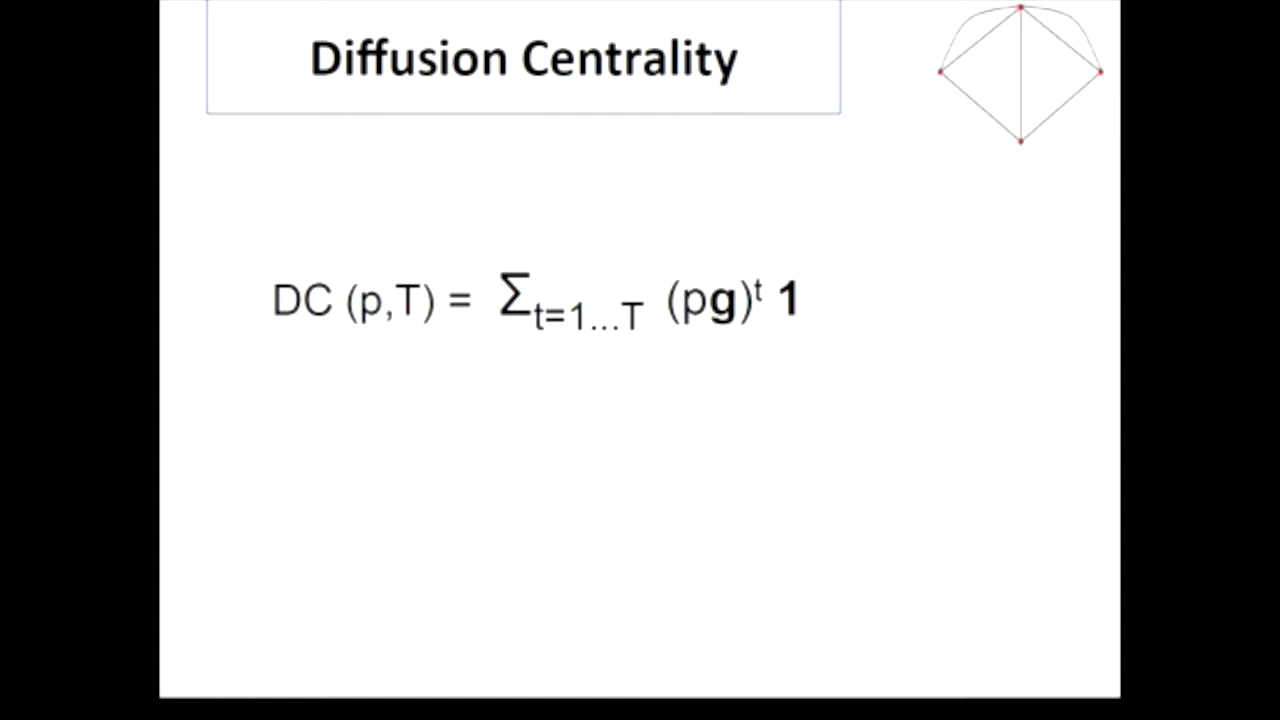 Diffusion Centrality
DC (p,T) = Σt=1...T (pg)ᵗ 1